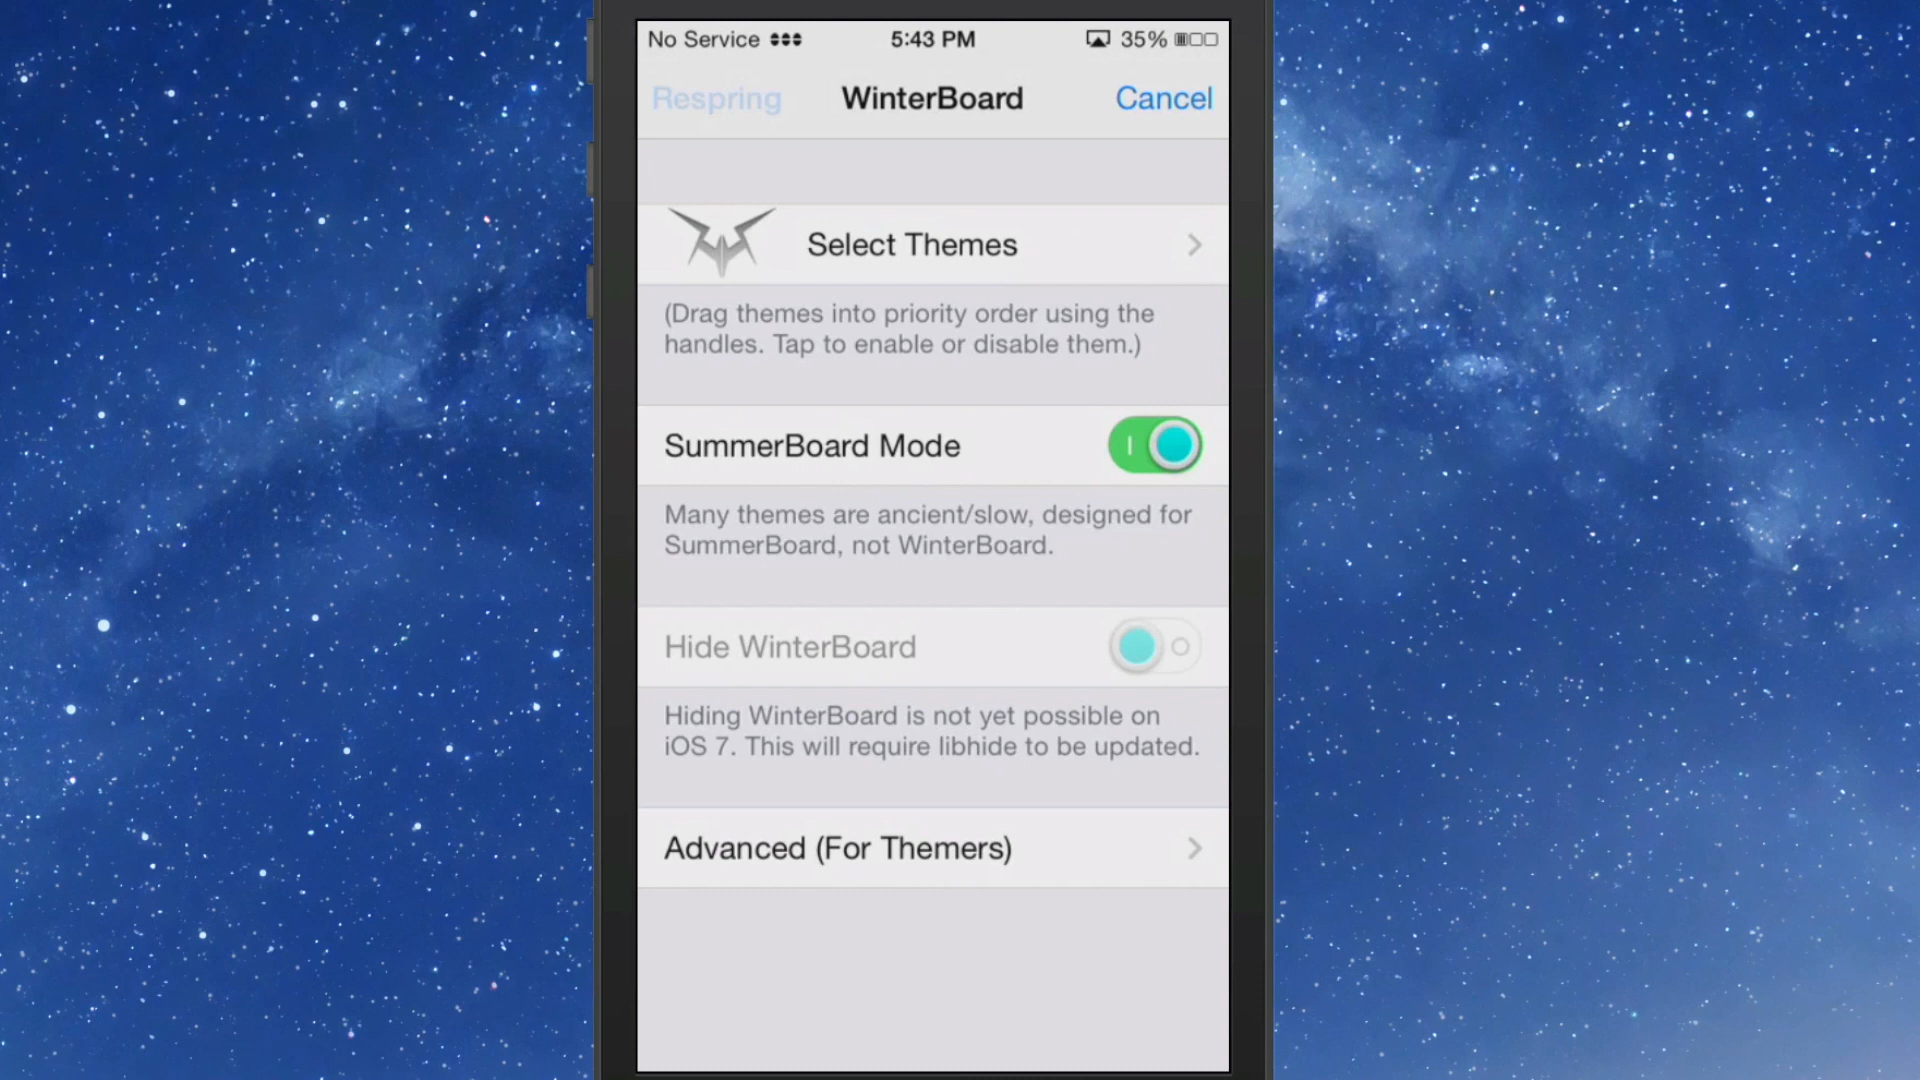 No Service 5:43 PM 35%
Respring WinterBoard Cancel
Select Themes
(Drag themes into priority order using the
handles. Tap to enable or disable them.)
SummerBoard Mode
Many themes are ancient/slow, designed for
SummerBoard, not WinterBoard.
Hide WinterBoard
Hiding WinterBoard is not yet possible on
iOS 7. This will require libhide to be updated.
Advanced (For Themers)